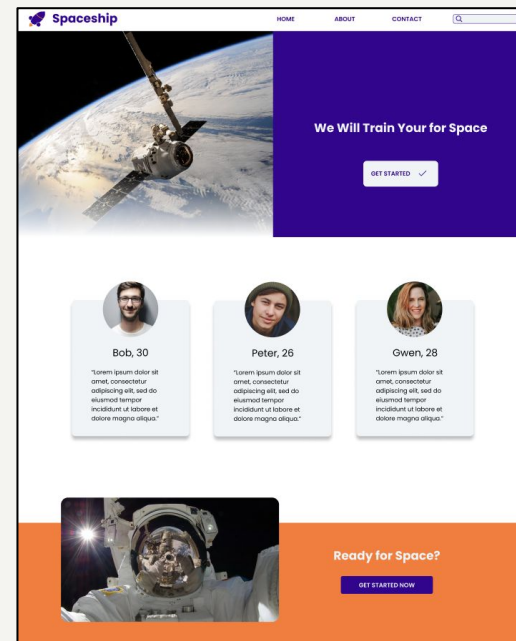 Spaceship
HOME ABOUT CONTACT
We Will Train Your for Space
GET STARTED
Bob, 30
"Lorem ipsum dolor sit
amet, consectetur
adipiscing elit, sed do
eiusmod tempor
incididunt ut labore et
dolore magna aliqua."
Peter, 26
"Lorem ipsum dolor sit
amet, consectetur
adipiscing elit, sed do
eiusmod tempor
incididunt ut labore et
dolore magna aliqua."
Gwen, 28
"Lorem ipsum dolor sit
amet, consectetur
adipiscing elit, sed do
eiusmod tempor
incididunt ut labore et
dolore magna aliqua."
Ready for Space?
GET STARTED NOW